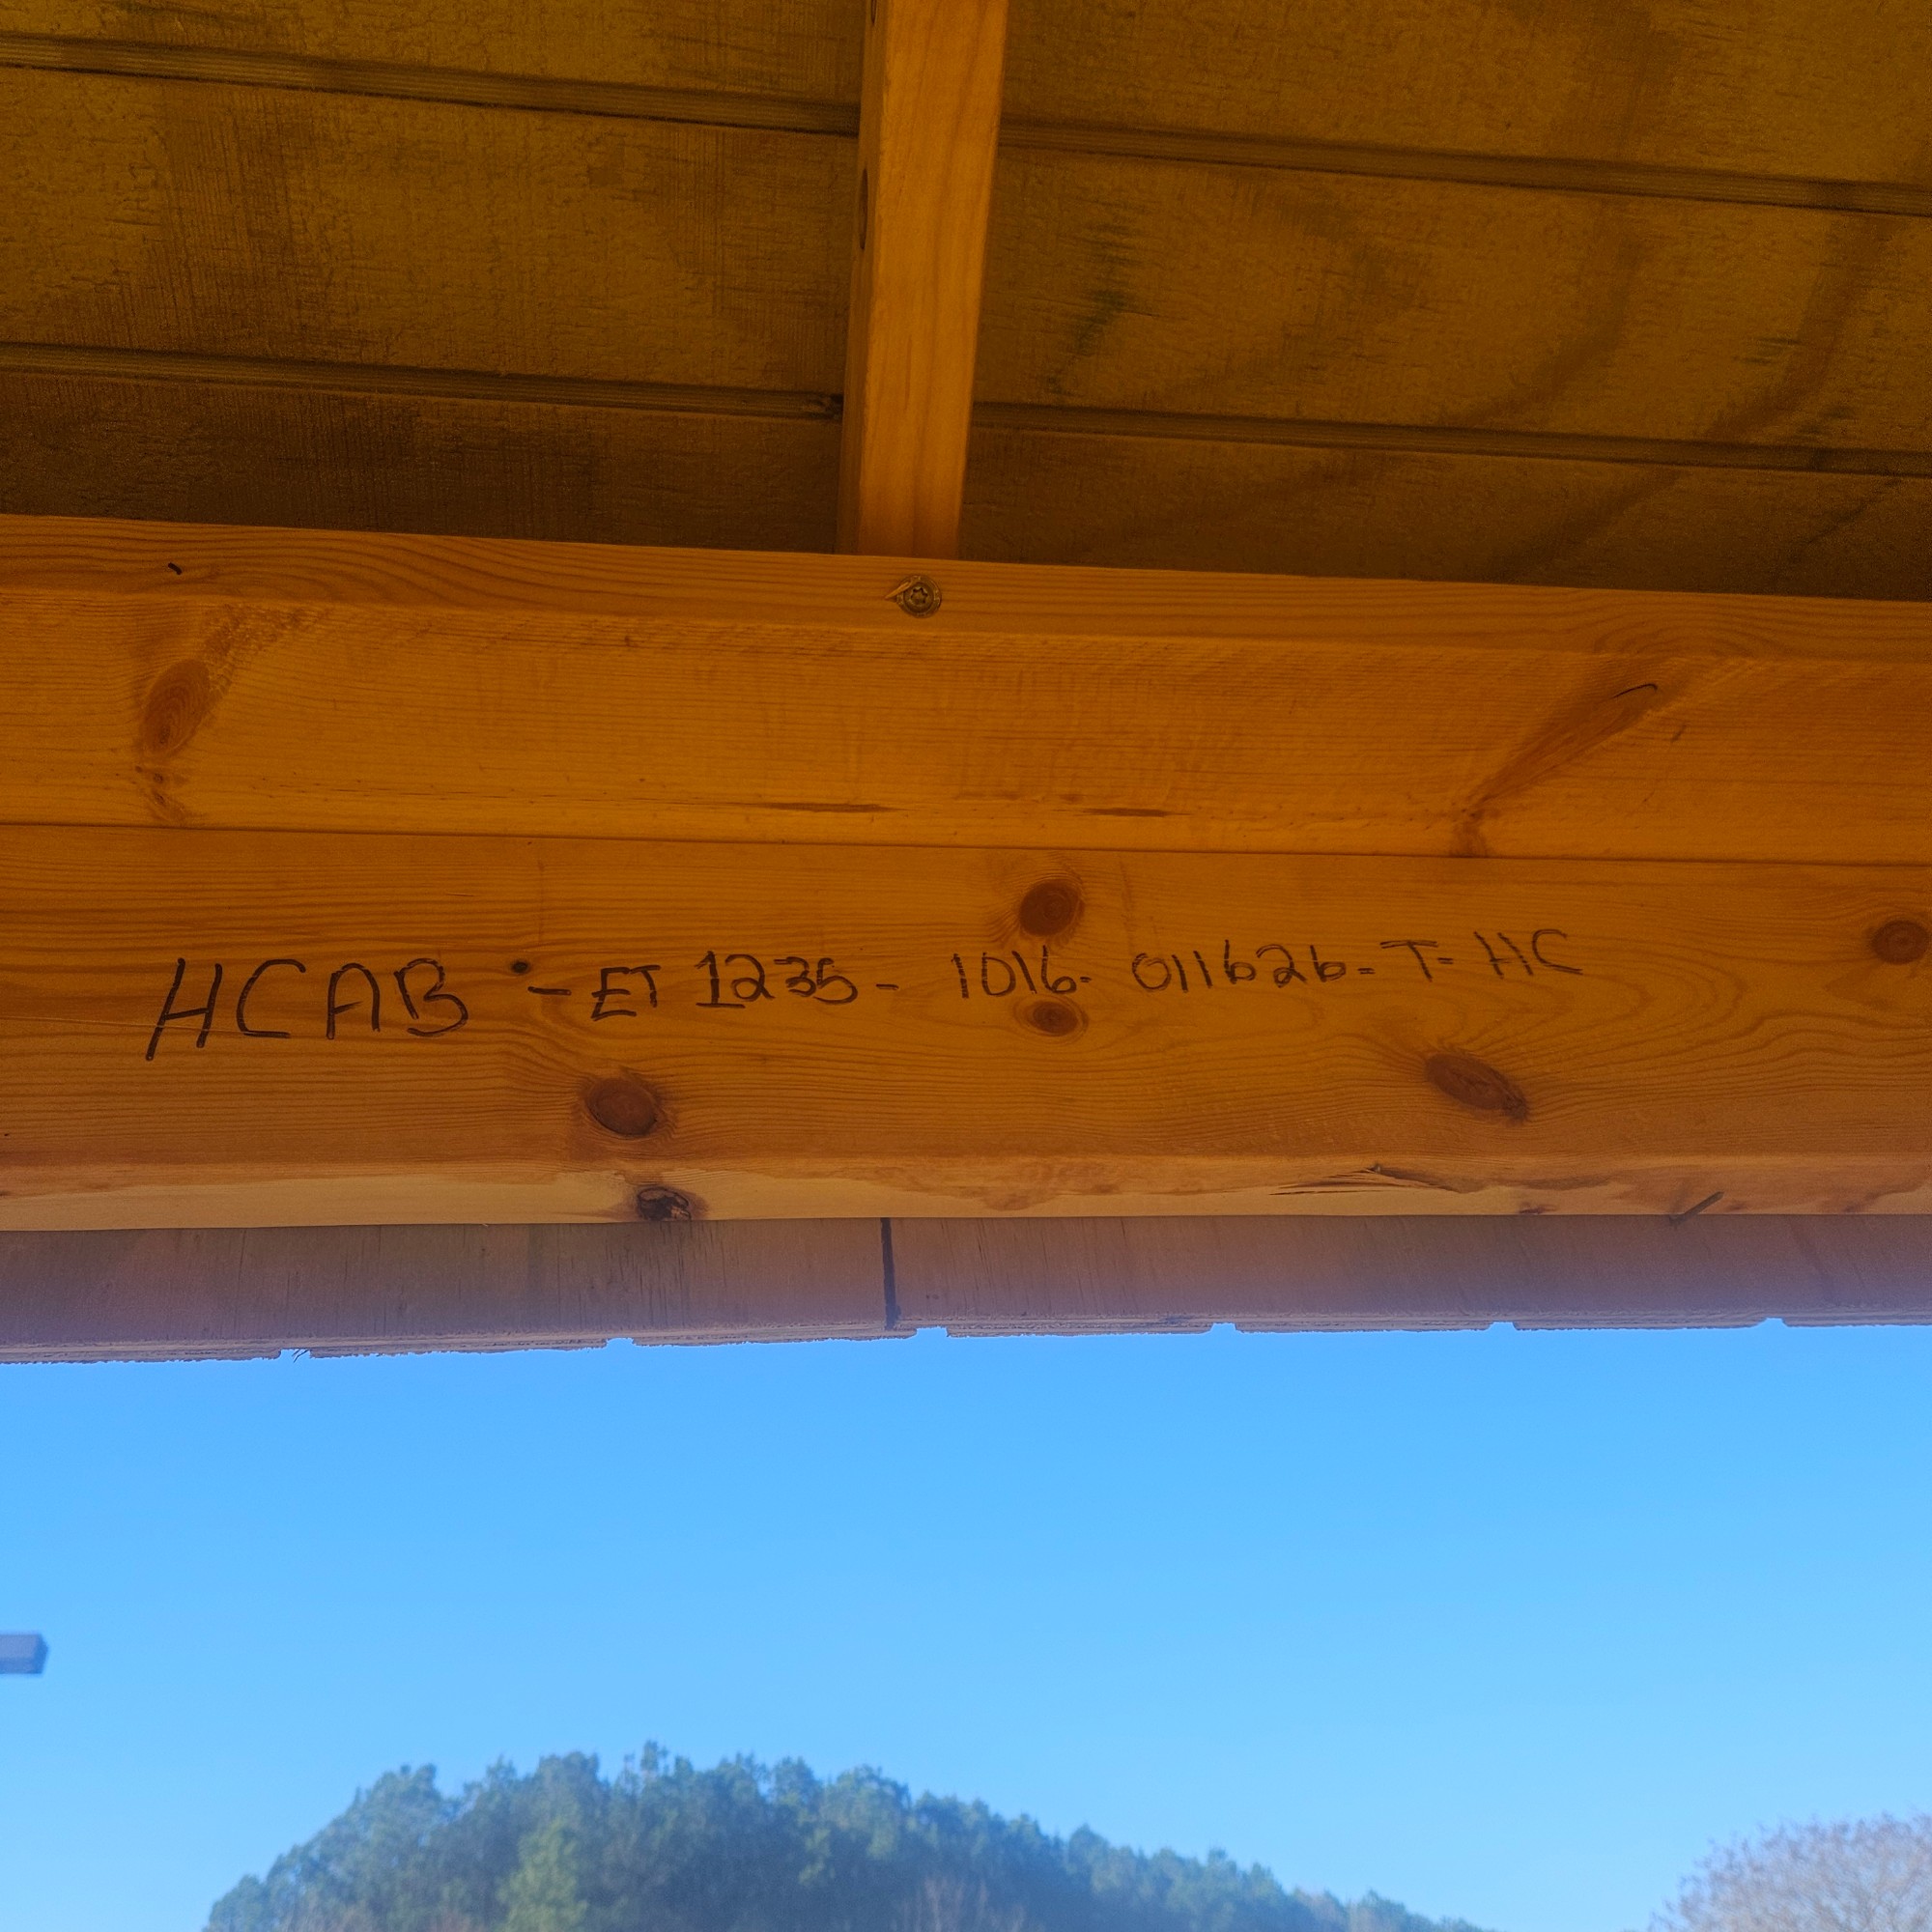 HCAB - ET 1235 - 1016- 011626- T- HC